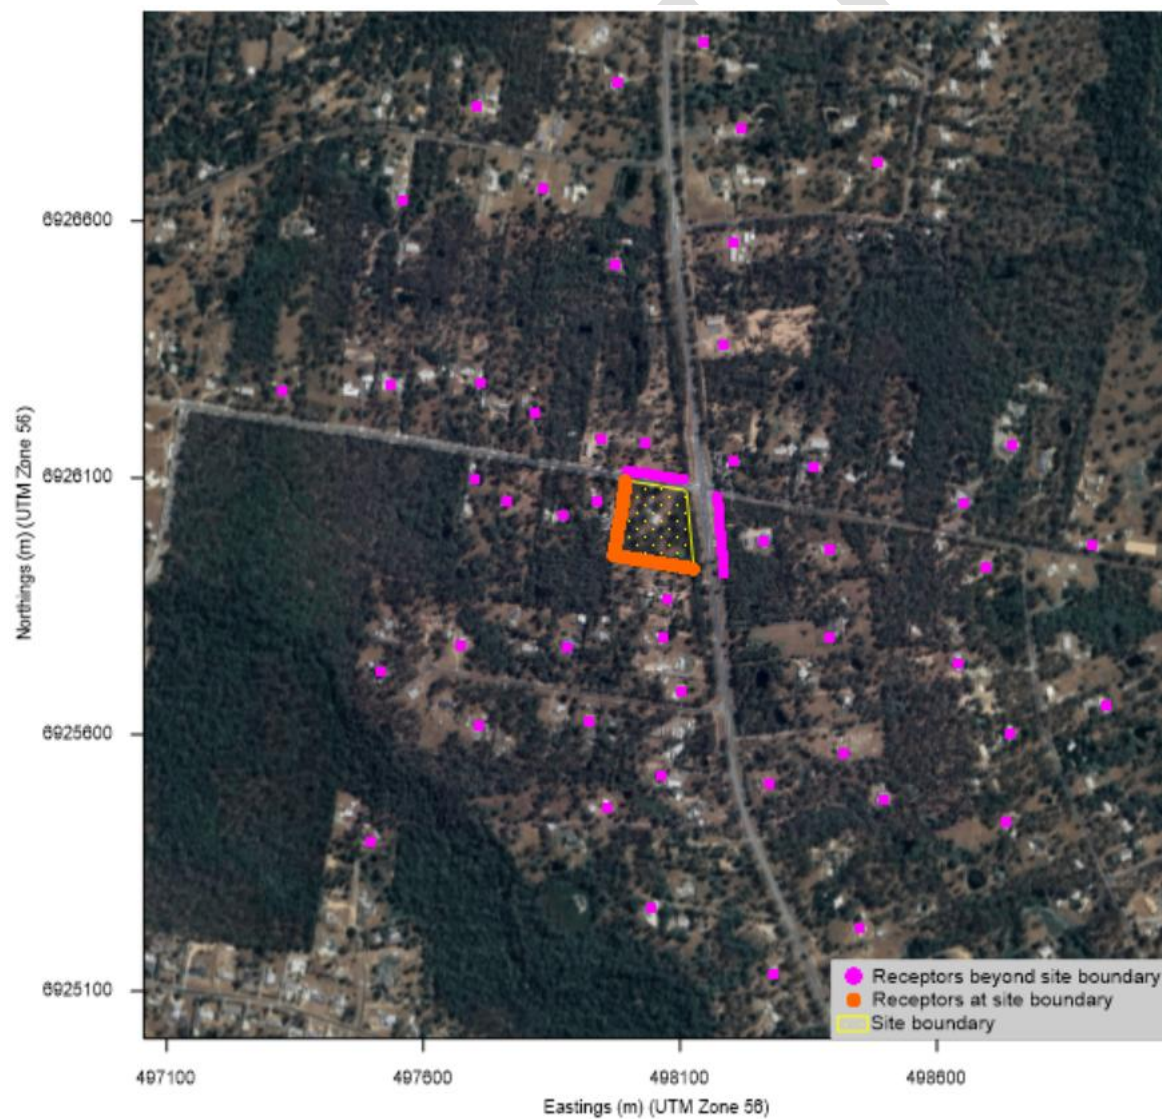 6926600
Northings (m) (UTM Zone 56)
6926100
6925600
6925100
Receptors beyond site boundary
Receptors at site boundary
Site boundary
497100
497600
498100
498600
Eastings (m) (UTM Zone 56)